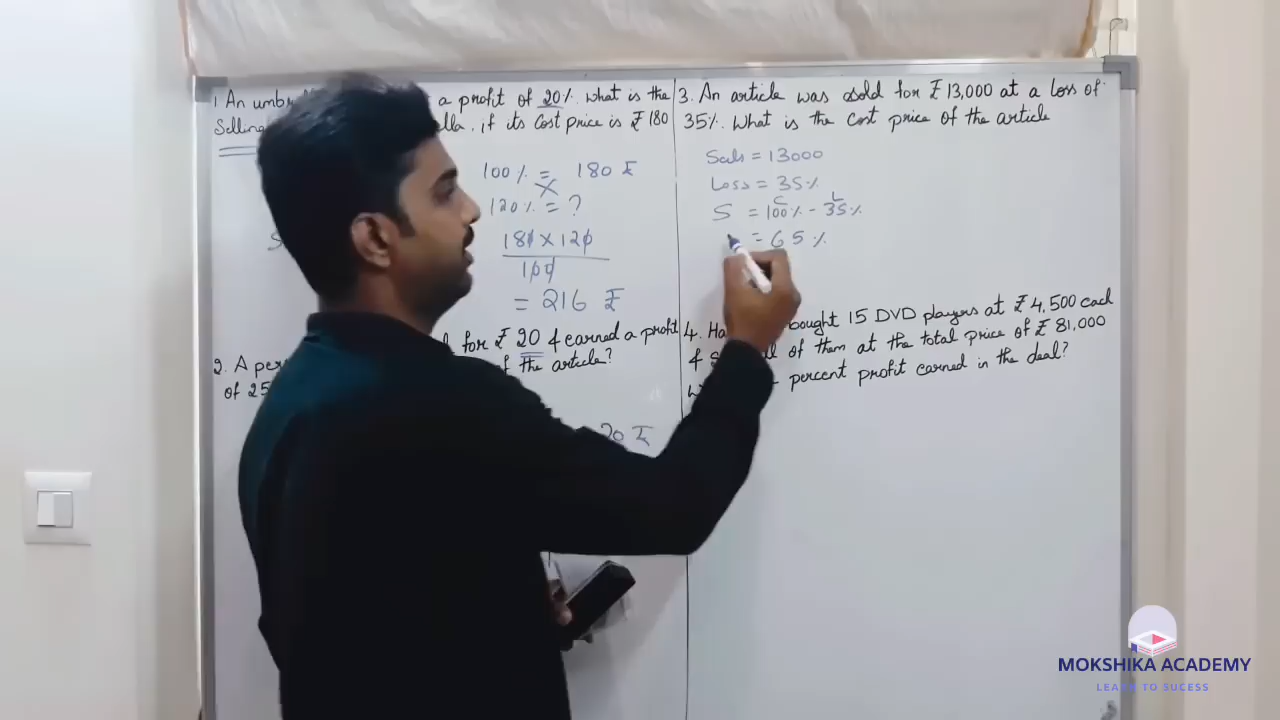 1 An umb a profit of 20%. What is the
Selling lla, if its Cost price is ₹ 180
100% = 180 ₹
120% = ?
180 x 120
100
= 216 ₹
2. A pe d for ₹ 20 & earned a profit
of 25 of the article?
20 ₹
3. An article was sold for ₹ 13,000 at a loss of
35%. What is the cost price of the article
Sals = 13000
Loss = 35%
C L
S = 100% - 35%
= 65%
4. Ha bought 15 DVD players at ₹ 4,500 each
& S ll of them at the total price of ₹ 81,000
percent profit earned in the deal?
MOKSHIKA ACADEMY
LEARN TO SUCESS